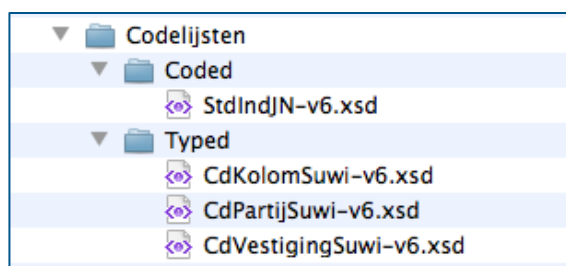 Codelijsten
Coded
StdIndJN-v6.xsd
Typed
CdKolomSuwi-v6.xsd
CdPartijSuwi-v6.xsd
CdVestigingSuwi-v6.xsd